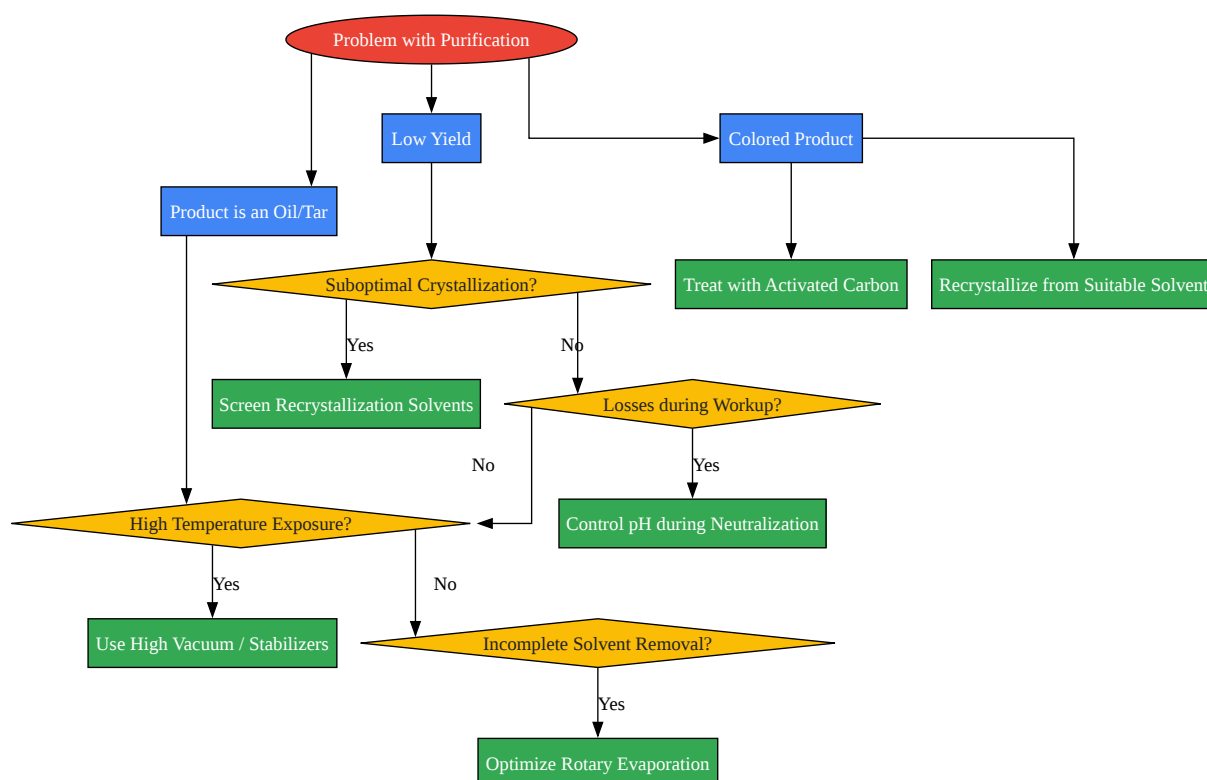 Problem with Purification
Low Yield
Colored Product
Product is an Oil/Tar
Suboptimal Crystallization?
Treat with Activated Carbon
Recrystallize from Suitable Solvent
Yes
No
Screen Recrystallization Solvents
Losses during Workup?
No
Yes
High Temperature Exposure?
Control pH during Neutralization
Yes
No
Use High Vacuum / Stabilizers
Incomplete Solvent Removal?
Yes
Optimize Rotary Evaporation